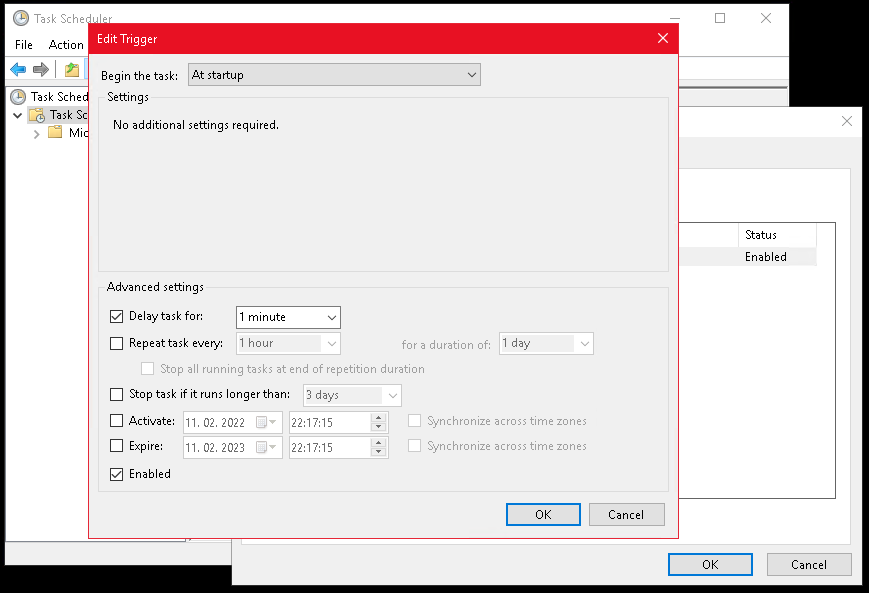 Task Scheduler
File Action
Edit Trigger
Begin the task: At startup
Task Sched
Task Sc
Mic
Settings
No additional settings required.
Status
Enabled
Advanced settings
Delay task for: 1 minute
Repeat task every: 1 hour for a duration of: 1 day
Stop all running tasks at end of repetition duration
Stop task if it runs longer than: 3 days
Activate: 11. 02. 2022 22:17:15 Synchronize across time zones
Expire: 11. 02. 2023 22:17:15 Synchronize across time zones
Enabled
OK Cancel
OK Cancel